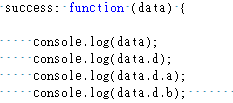 success: function (data) {
console.log(data);
console.log(data.d);
console.log(data.d.a);
console.log(data.d.b);